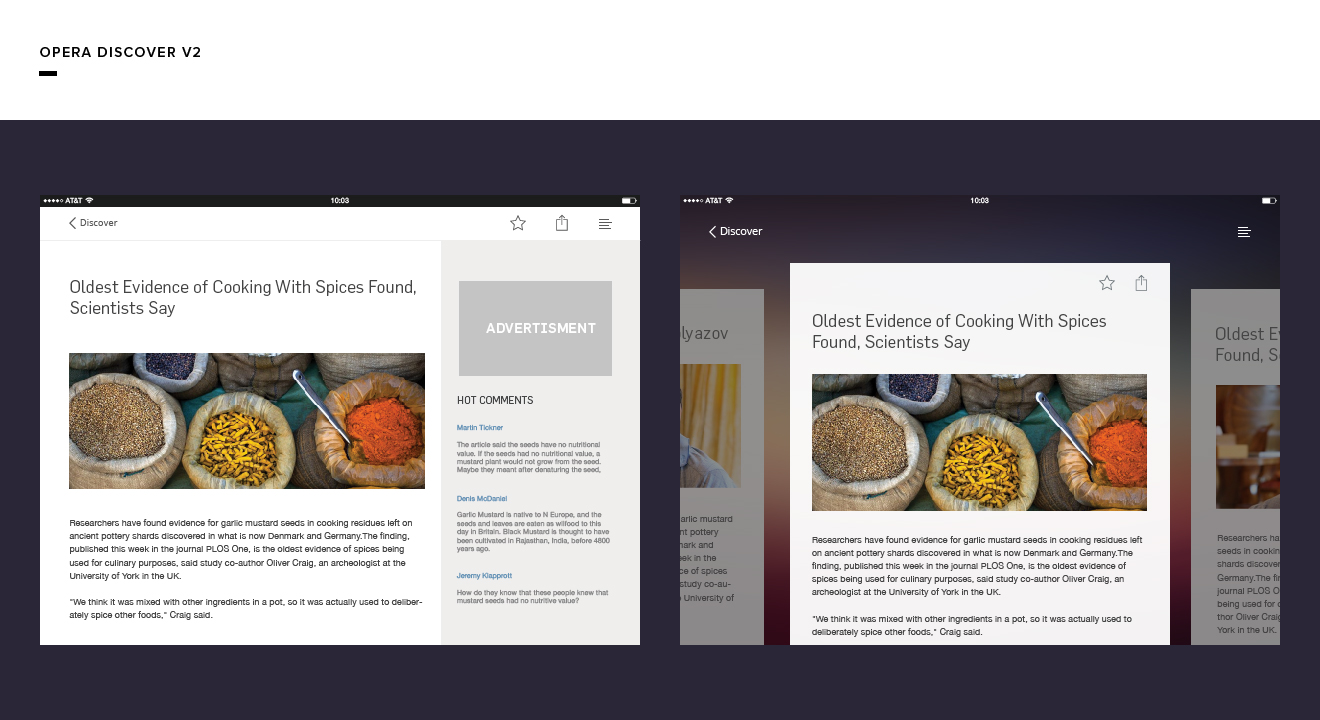 OPERA DISCOVER V2
AT&T
10:03
Discover
Oldest Evidence of Cooking With Spices Found,
Scientists Say
Researchers have found evidence for garlic mustard seeds in cooking residues left on
ancient pottery shards discovered in what is now Denmark and Germany.The finding,
published this week in the journal PLOS One, is the oldest evidence of spices being
used for culinary purposes, said study co-author Oliver Craig, an archeologist at the
University of York in the UK.
"We think it was mixed with other ingredients in a pot, so it was actually used to deliber-
ately spice other foods," Craig said.
ADVERTISMENT
HOT COMMENTS
Martin Tickner
The article said the seeds have no nutritional
value. If the seeds had no nutritional value, a
mustard plant would not grow from the seed.
Maybe they meant after denaturing the seed,
Denis McDaniel
Garlic Mustard is native to N Europe, and the
seeds and leaves are eaten as wilfood to this
day in Britain. Black Mustard is thought to have
been cultivated in Rajasthan, India, before 4800
years ago.
Jeremy Klapprott
How do they know that these people knew that
mustard seeds had no nutritive value?
AT&T
10:03
Discover
lyazov
arlic mustard
nt pottery
mark and
eek in the
ce of spices
study co-au-
e University of
Oldest Evidence of Cooking With Spices
Found, Scientists Say
Researchers have found evidence for garlic mustard seeds in cooking residues left
on ancient pottery shards discovered in what is now Denmark and Germany.The
finding, published this week in the journal PLOS One, is the oldest evidence of
spices being used for culinary purposes, said study co-author Oliver Craig, an
archeologist at the University of York in the UK.
"We think it was mixed with other ingredients in a pot, so it was actually used to
deliberately spice other foods," Craig said.
Oldest Ev
Found, Sc
Researchers ha
seeds in cookin
shards discover
Germany.The fi
journal PLOS O
being used for c
thor Oliver Craig
York in the UK.